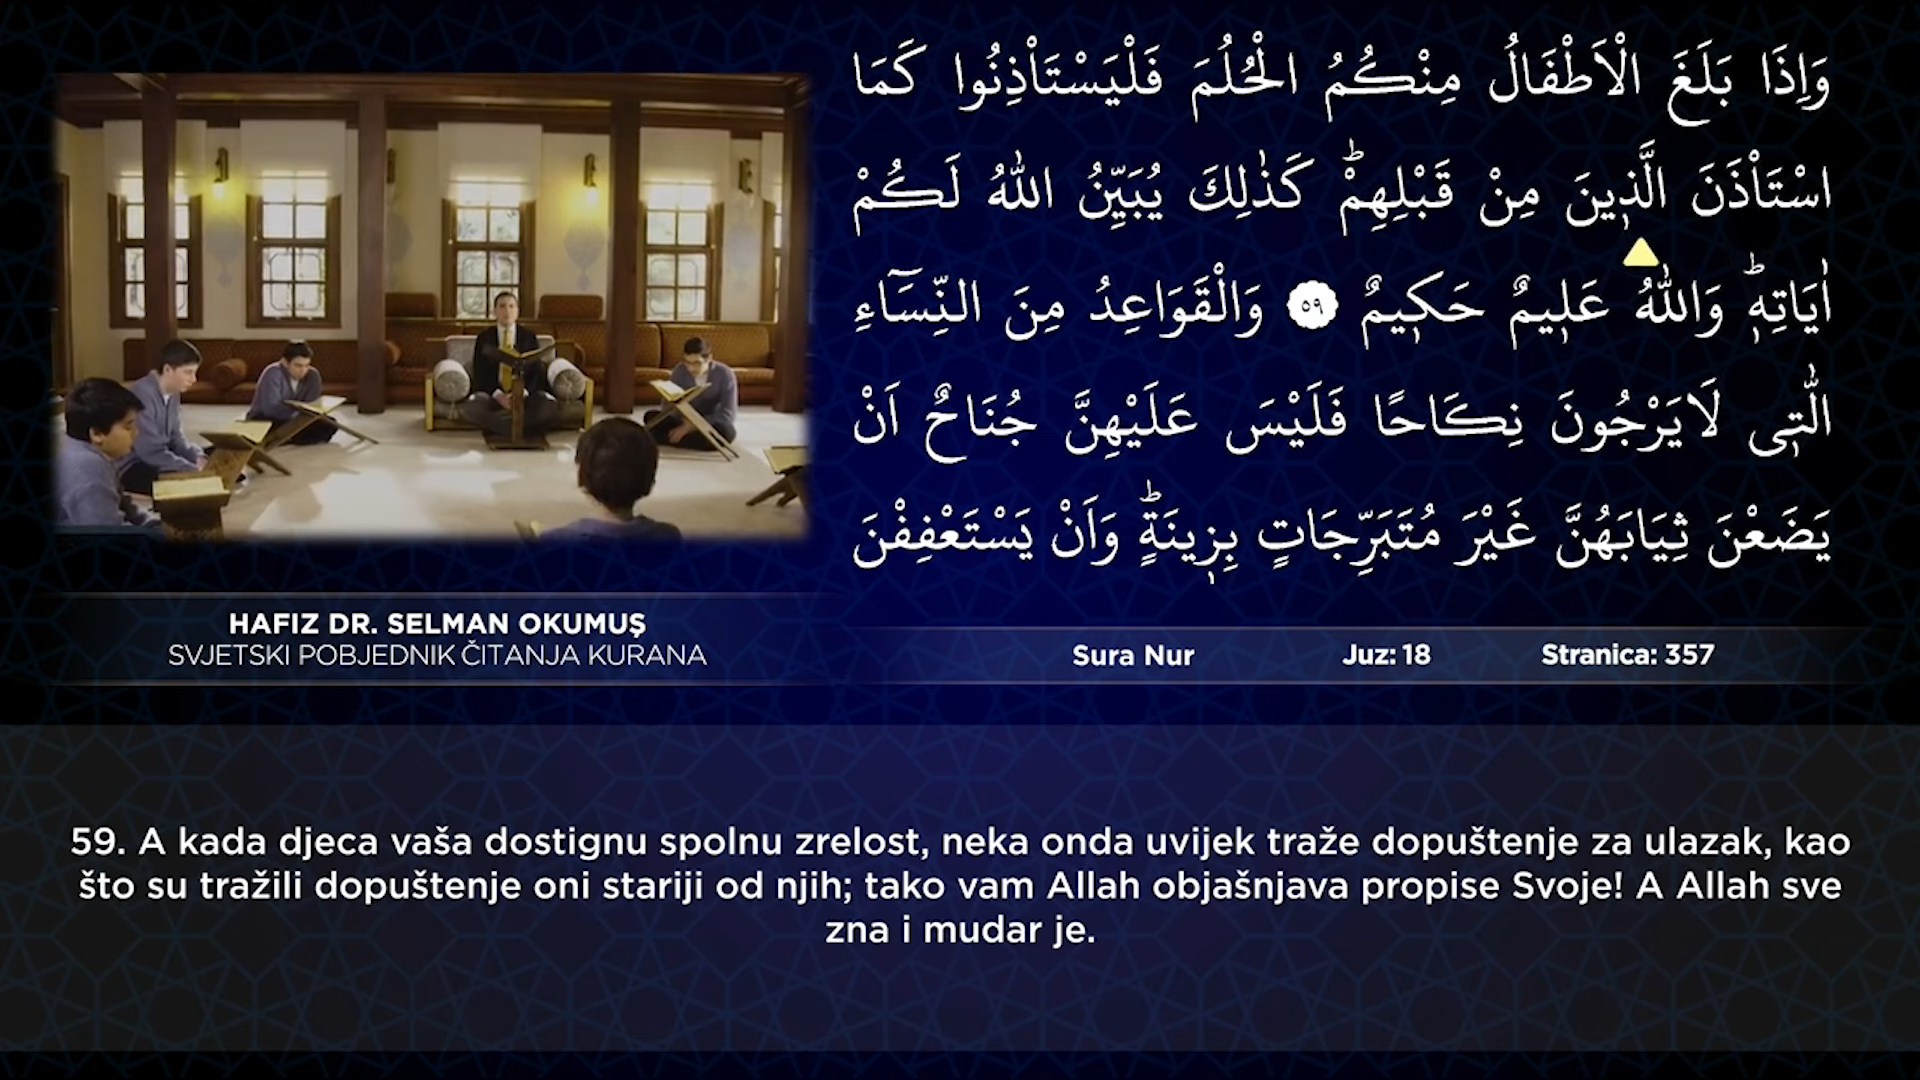 وَاِذَا بَلَغَ الْاَطْفَالُ مِنْكُمُ الْحُلُمَ فَلْيَسْتَاْذِنُوا كَمَا
اسْتَاْذَنَ الَّذٖينَ مِنْ قَبْلِهِمْؕ كَذٰلِكَ يُبَيِّنُ اللّٰهُ لَكُمْ
اٰيَاتِهٖؕ وَاللّٰهُ عَلٖيمٌ حَكٖيمٌ ٥٩ وَالْقَوَاعِدُ مِنَ النِّسَٓاءِ
الّٰتٖى لَا يَرْجُونَ نِكَاحًا فَلَيْسَ عَلَيْهِنَّ جُنَاحٌ اَنْ
يَضَعْنَ ثِيَابَهُنَّ غَيْرَ مُتَبَرِّجَاتٍ بِزٖينَةٍؕ وَاَنْ يَسْتَعْفِفْنَ
HAFIZ DR. SELMAN OKUMUŞ
SVJETSKI POBJEDNIK ČITANJA KURANA
Sura Nur Juz: 18 Stranica: 357
59. A kada djeca vaša dostignu spolnu zrelost, neka onda uvijek traže dopuštenje za ulazak, kao
što su tražili dopuštenje oni stariji od njih; tako vam Allah objašnjava propise Svoje! A Allah sve
zna i mudar je.